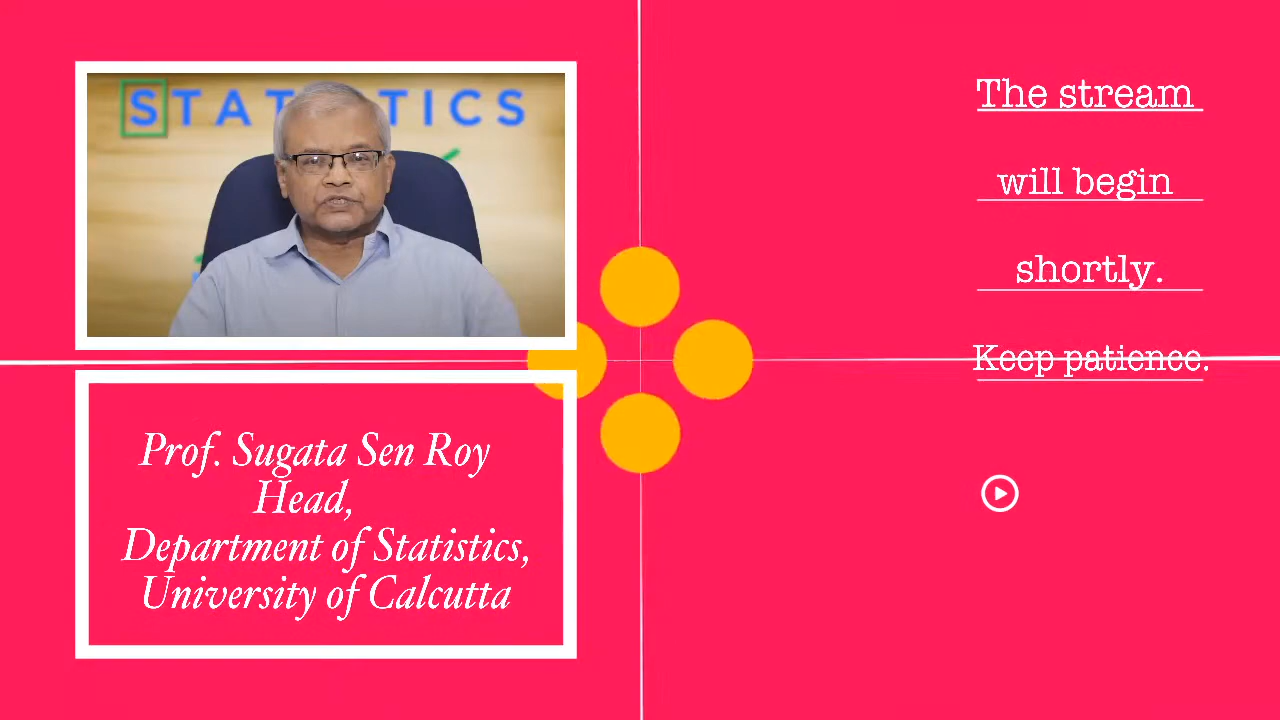 STATISTICS
Prof. Sugata Sen Roy
Head,
Department of Statistics,
University of Calcutta
The stream
will begin
shortly.
Keep patience.